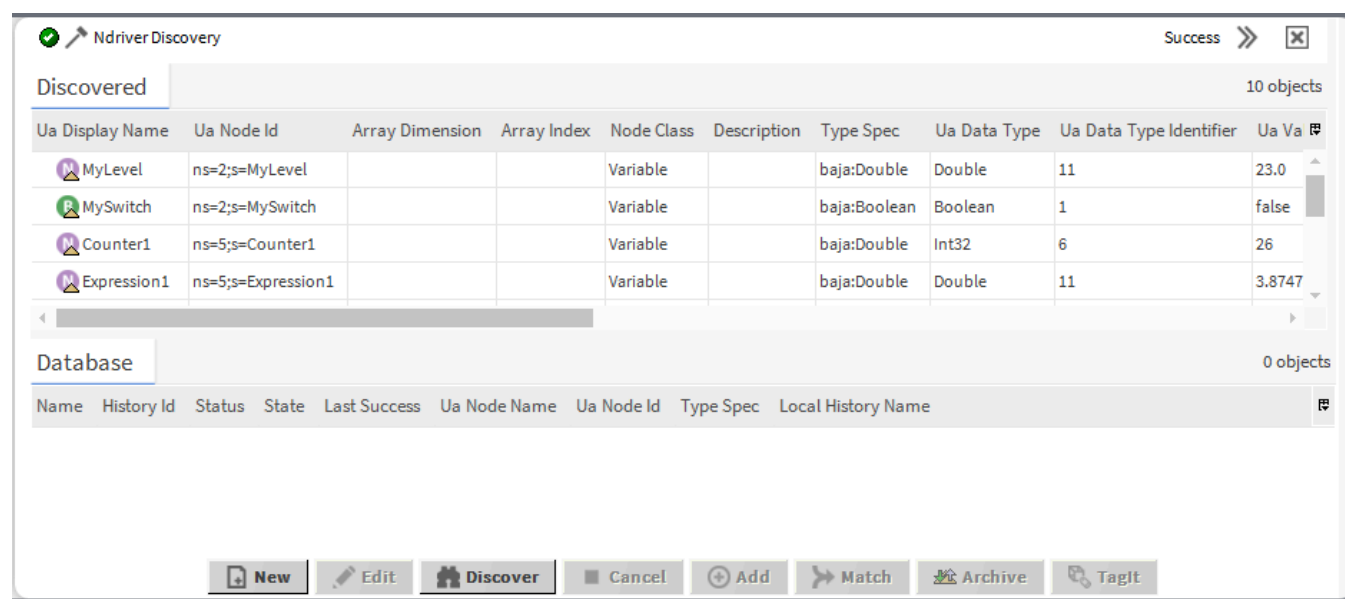 Ndriver Discovery Success
Discovered 10 objects
Ua Display Name Ua Node Id Array Dimension Array Index Node Class Description Type Spec Ua Data Type Ua Data Type Identifier Ua Va
N MyLevel ns=2;s=MyLevel Variable baja:Double Double 11 23.0
B MySwitch ns=2;s=MySwitch Variable baja:Boolean Boolean 1 false
N Counter1 ns=5;s=Counter1 Variable baja:Double Int32 6 26
N Expression1 ns=5;s=Expression1 Variable baja:Double Double 11 3.8747
Database 0 objects
Name History Id Status State Last Success Ua Node Name Ua Node Id Type Spec Local History Name
New Edit Discover Cancel Add Match Archive TagIt